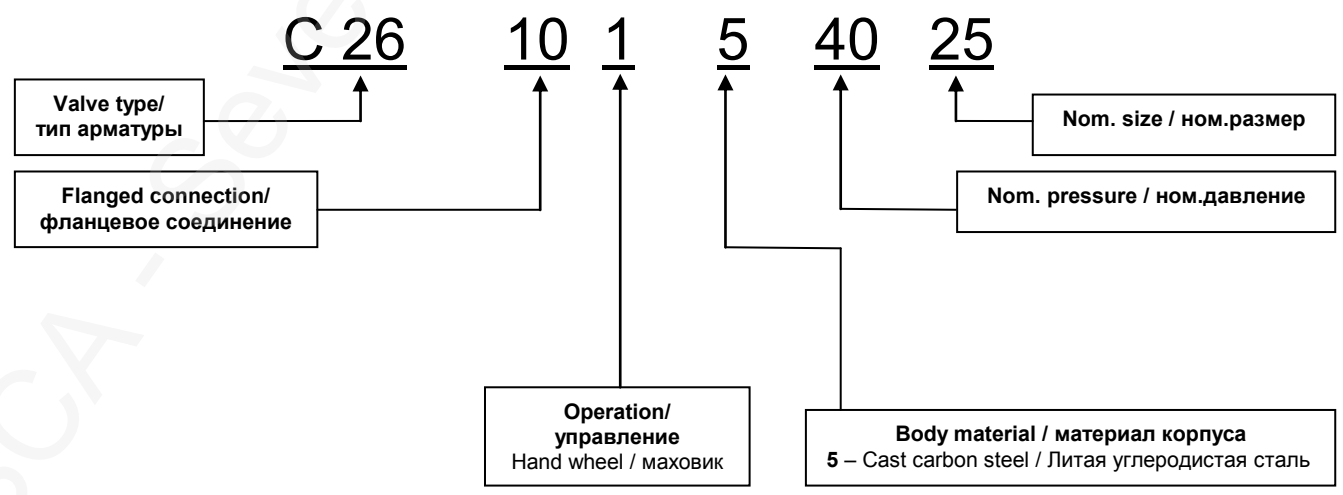 C 26 10 1 5 40 25
Valve type/
тип арматуры
Nom. size / ном.размер
Flanged connection/
фланцевое соединение
Nom. pressure / ном.давление
Operation/
управление
Hand wheel / маховик
Body material / материал корпуса
5 – Cast carbon steel / Литая углеродистая сталь